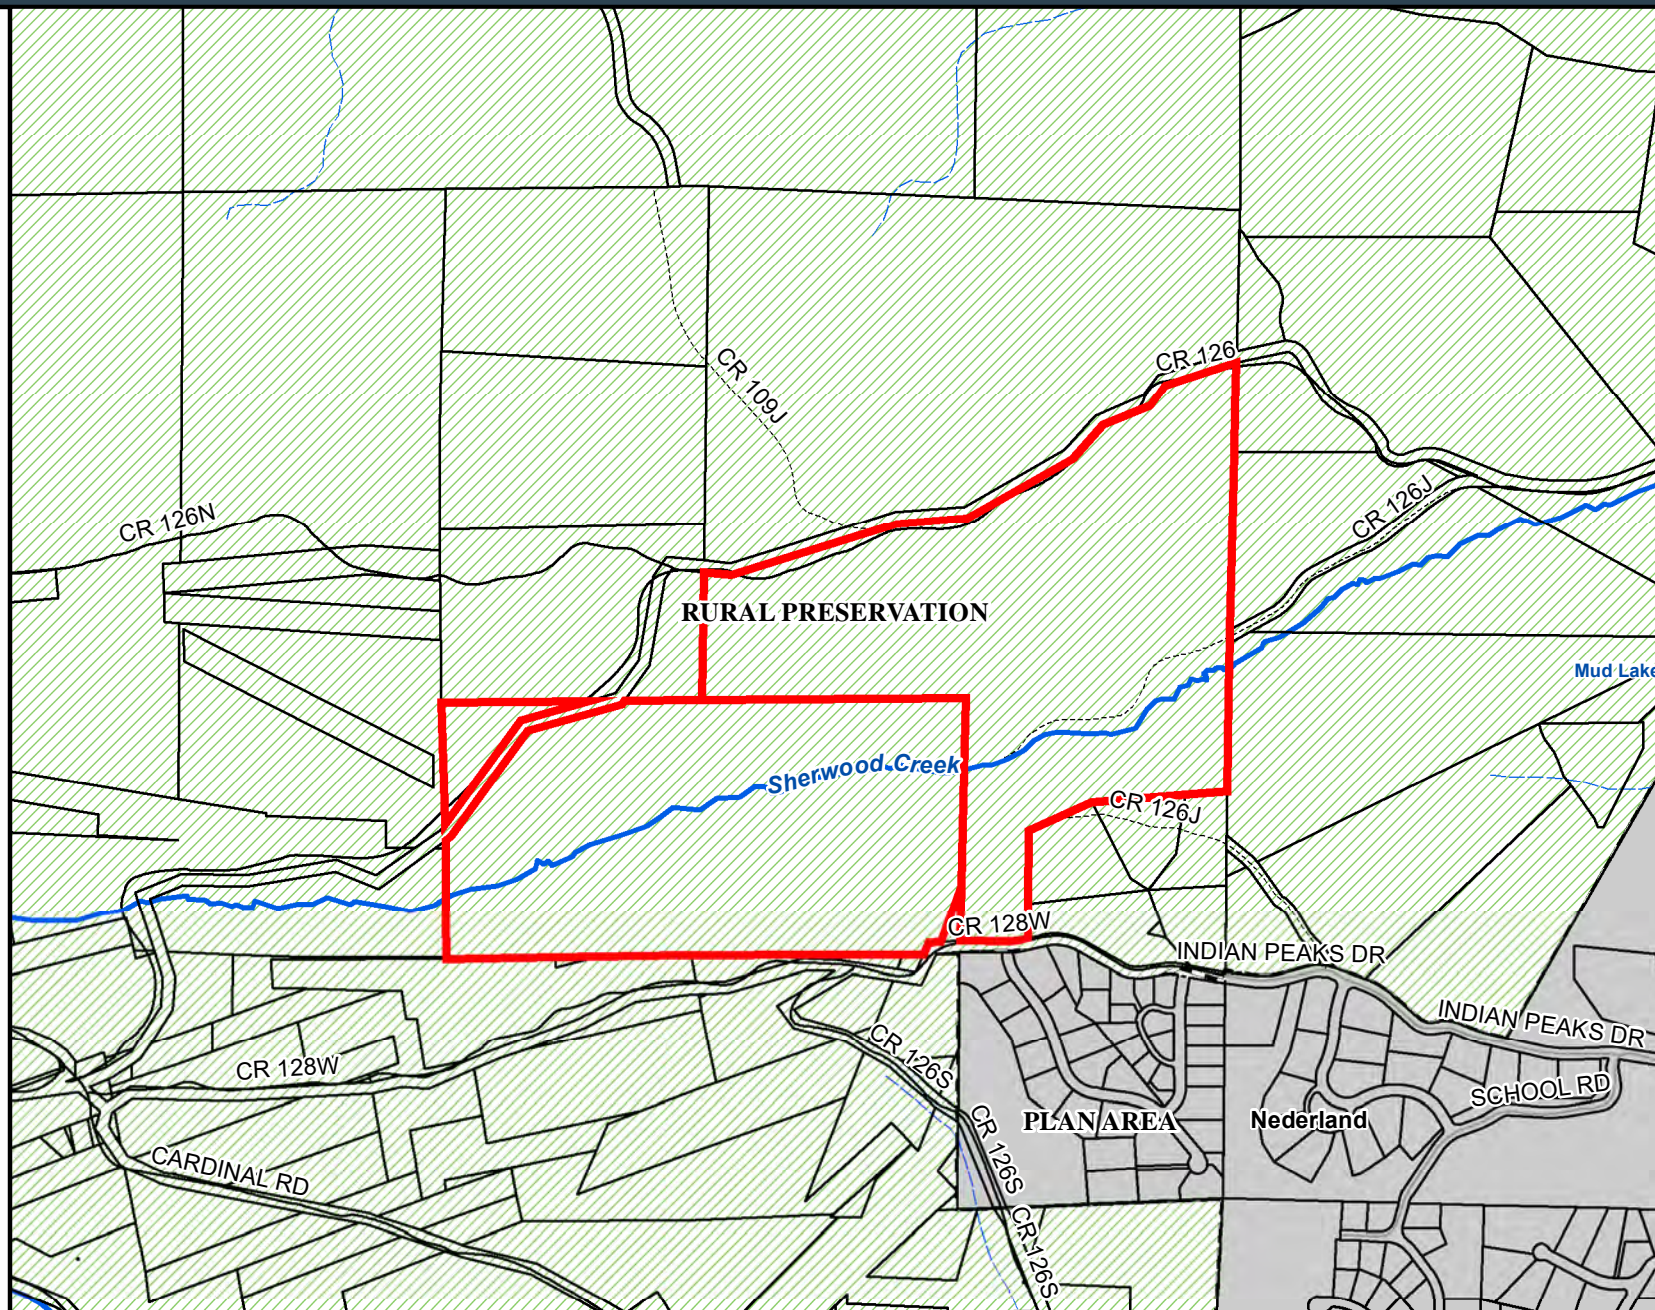 CR 126
CR 109J
CR 126N
CR 126J
RURAL PRESERVATION
Mud Lake
Sherwood Creek
CR 126J
CR 128W
INDIAN PEAKS DR
INDIAN PEAKS DR
CR 126S
CR 128W
SCHOOL RD
PLAN AREA
Nederland
CR 126S
CARDINAL RD
CR 126S